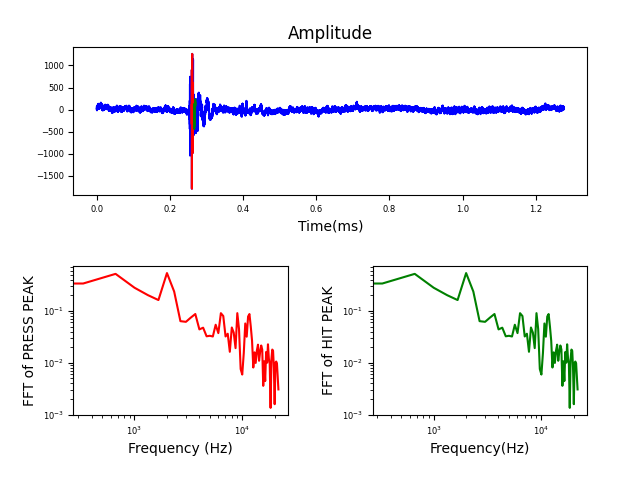 Amplitude
1000
500
0
−500
−1000
−1500
0.0 0.2 0.4 0.6 0.8 1.0 1.2
Time(ms)
FFT of PRESS PEAK
10⁻¹
10⁻²
10⁻³
10³ 10⁴
Frequency (Hz)
FFT of HIT PEAK
10⁻¹
10⁻²
10⁻³
10³ 10⁴
Frequency(Hz)